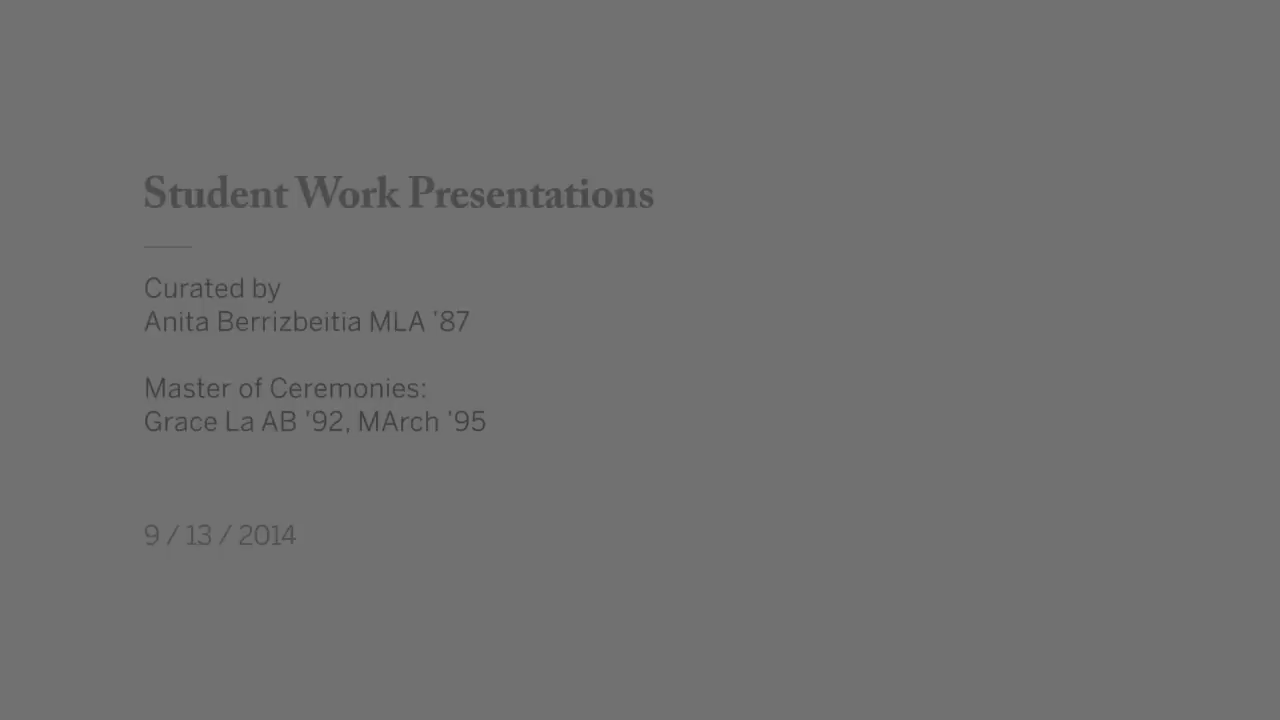 Student Work Presentations
Curated by
Anita Berrizbeitia MLA '87
Master of Ceremonies:
Grace La AB '92, MArch '95
9 / 13 / 2014